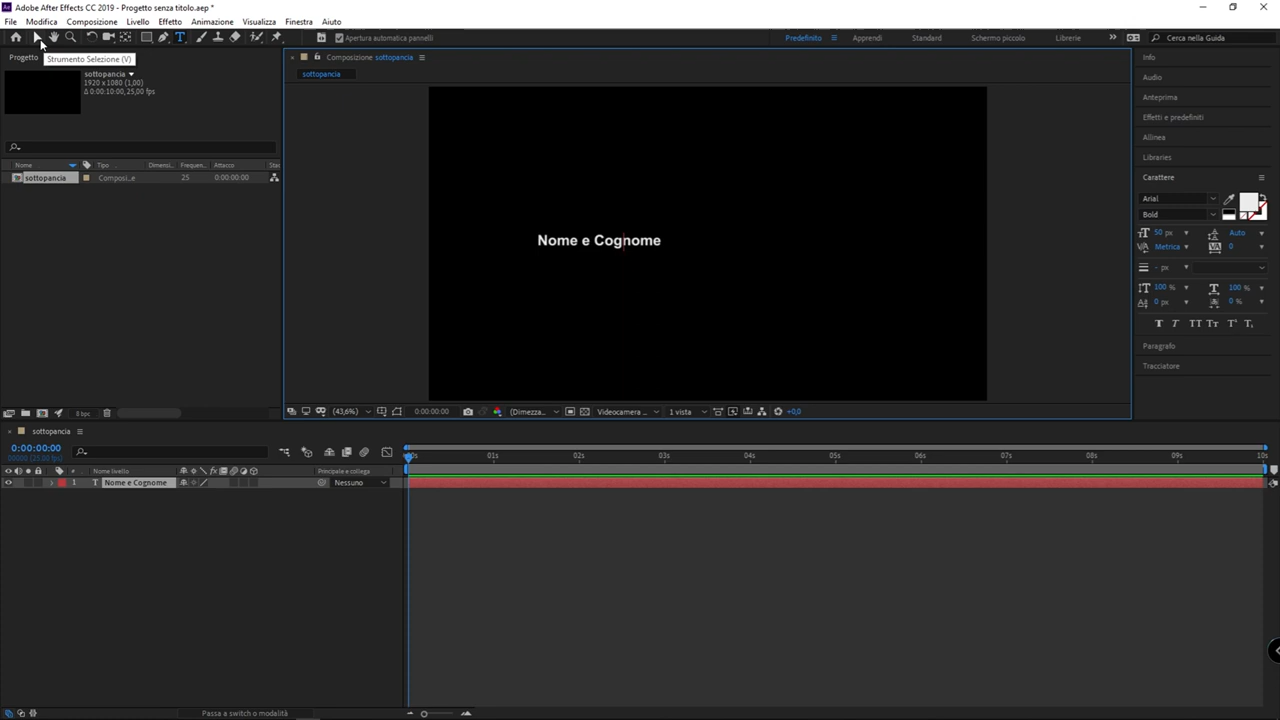 Adobe After Effects CC 2019 - Progetto senza titolo.aep *
File Modifica Composizione Livello Effetto Animazione Visualizza Finestra Aiuto
Apertura automatica pannelli
Predefinito Apprendi Standard Schermo piccolo Librerie Cerca nella Guida
Progetto
Strumento Selezione (V)
sottopancia
1920 x 1080 (1,00)
Δ 0:00:10:00, 25,00 fps
Nome Tipo Dimensi.. Frequen... Attacco
sottopancia Composi...e 25 0:00:00:00
8 bpc
Composizione sottopancia
sottopancia
Nome e Cognome
(43,6%) 0:00:00:00 (Dimezza... Videocamera ... 1 vista +0,0
Info
Audio
Anteprima
Effetti e predefiniti
Allinea
Libraries
Carattere
Arial
Bold
50 px Auto
Metrica 0
- px
100 % 100 %
0 px 0 %
T T TT Tт T¹ T₁
Paragrafo
Tracciatore
sottopancia
0:00:00:00
00000 (25.00 fps)
# Nome livello fx Principale e collega
1 T Nome e Cognome Nessuno
01s 02s 03s 04s 05s 06s 07s 08s 09s 10s
Passa a switch o modalità